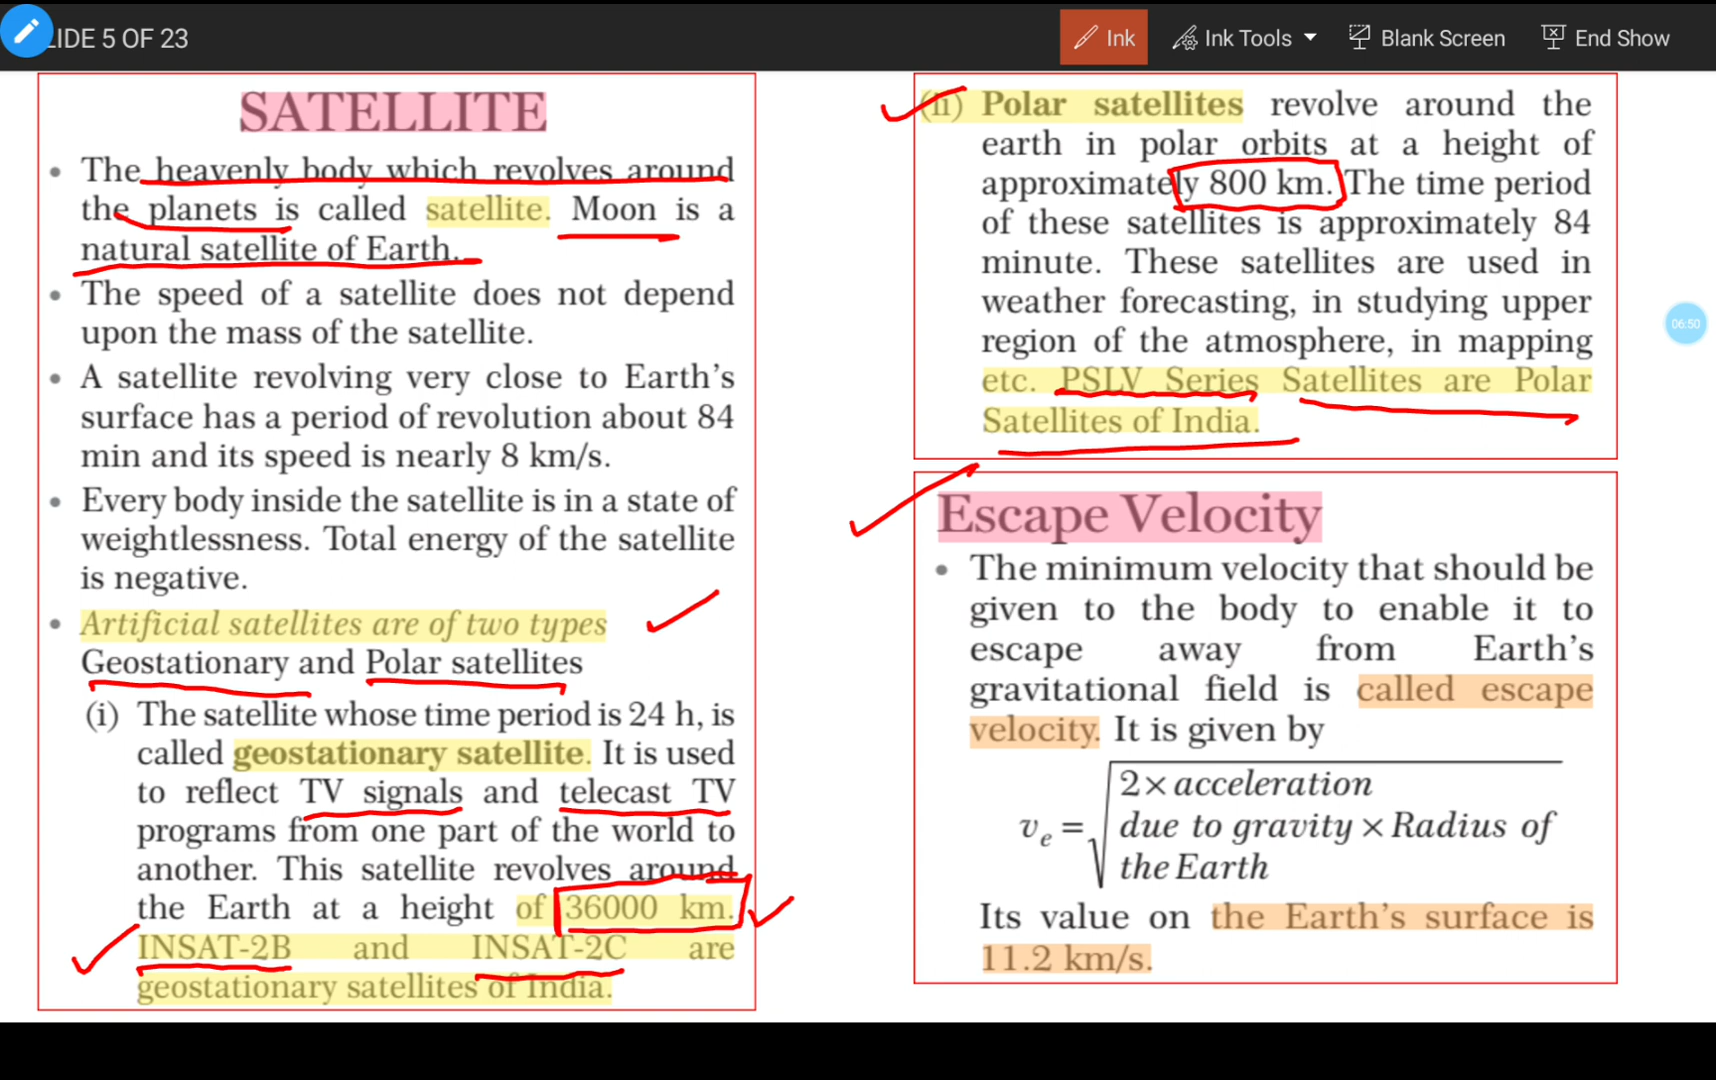 LIDE 5 OF 23
Ink
Ink Tools
Blank Screen
End Show
SATELLITE
• The heavenly body which revolves around
the planets is called satellite. Moon is a
natural satellite of Earth.
• The speed of a satellite does not depend
upon the mass of the satellite.
• A satellite revolving very close to Earth's
surface has a period of revolution about 84
min and its speed is nearly 8 km/s.
• Every body inside the satellite is in a state of
weightlessness. Total energy of the satellite
is negative.
• Artificial satellites are of two types
Geostationary and Polar satellites
(i) The satellite whose time period is 24 h, is
called geostationary satellite. It is used
to reflect TV signals and telecast TV
programs from one part of the world to
another. This satellite revolves around
the Earth at a height of 36000 km.
INSAT-2B and INSAT-2C are
geostationary satellites of India.
(ii) Polar satellites revolve around the
earth in polar orbits at a height of
approximately 800 km. The time period
of these satellites is approximately 84
minute. These satellites are used in
weather forecasting, in studying upper
region of the atmosphere, in mapping
etc. PSLV Series Satellites are Polar
Satellites of India.
06:50
Escape Velocity
• The minimum velocity that should be
given to the body to enable it to
escape away from Earth's
gravitational field is called escape
velocity. It is given by
2 × acceleration
vₑ = √ due to gravity × Radius of
the Earth
Its value on the Earth's surface is
11.2 km/s.